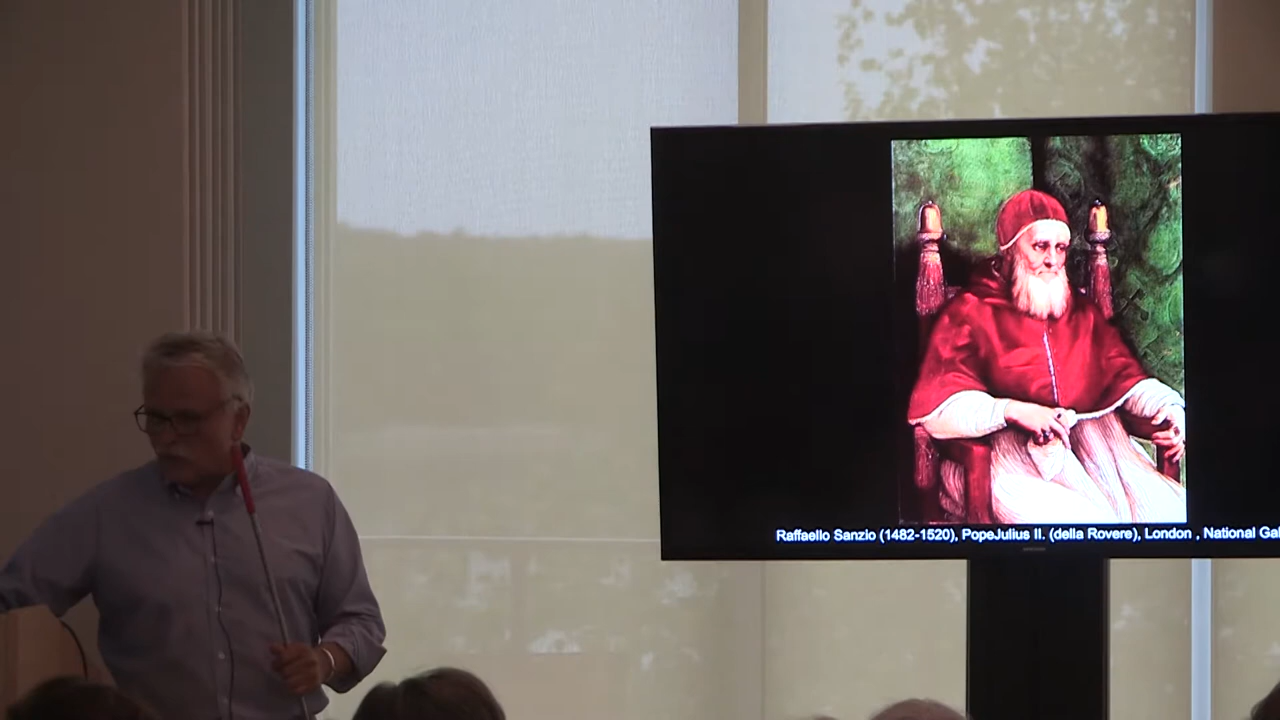 Raffaello Sanzio (1482-1520), PopeJulius II. (della Rovere), London , National Gal